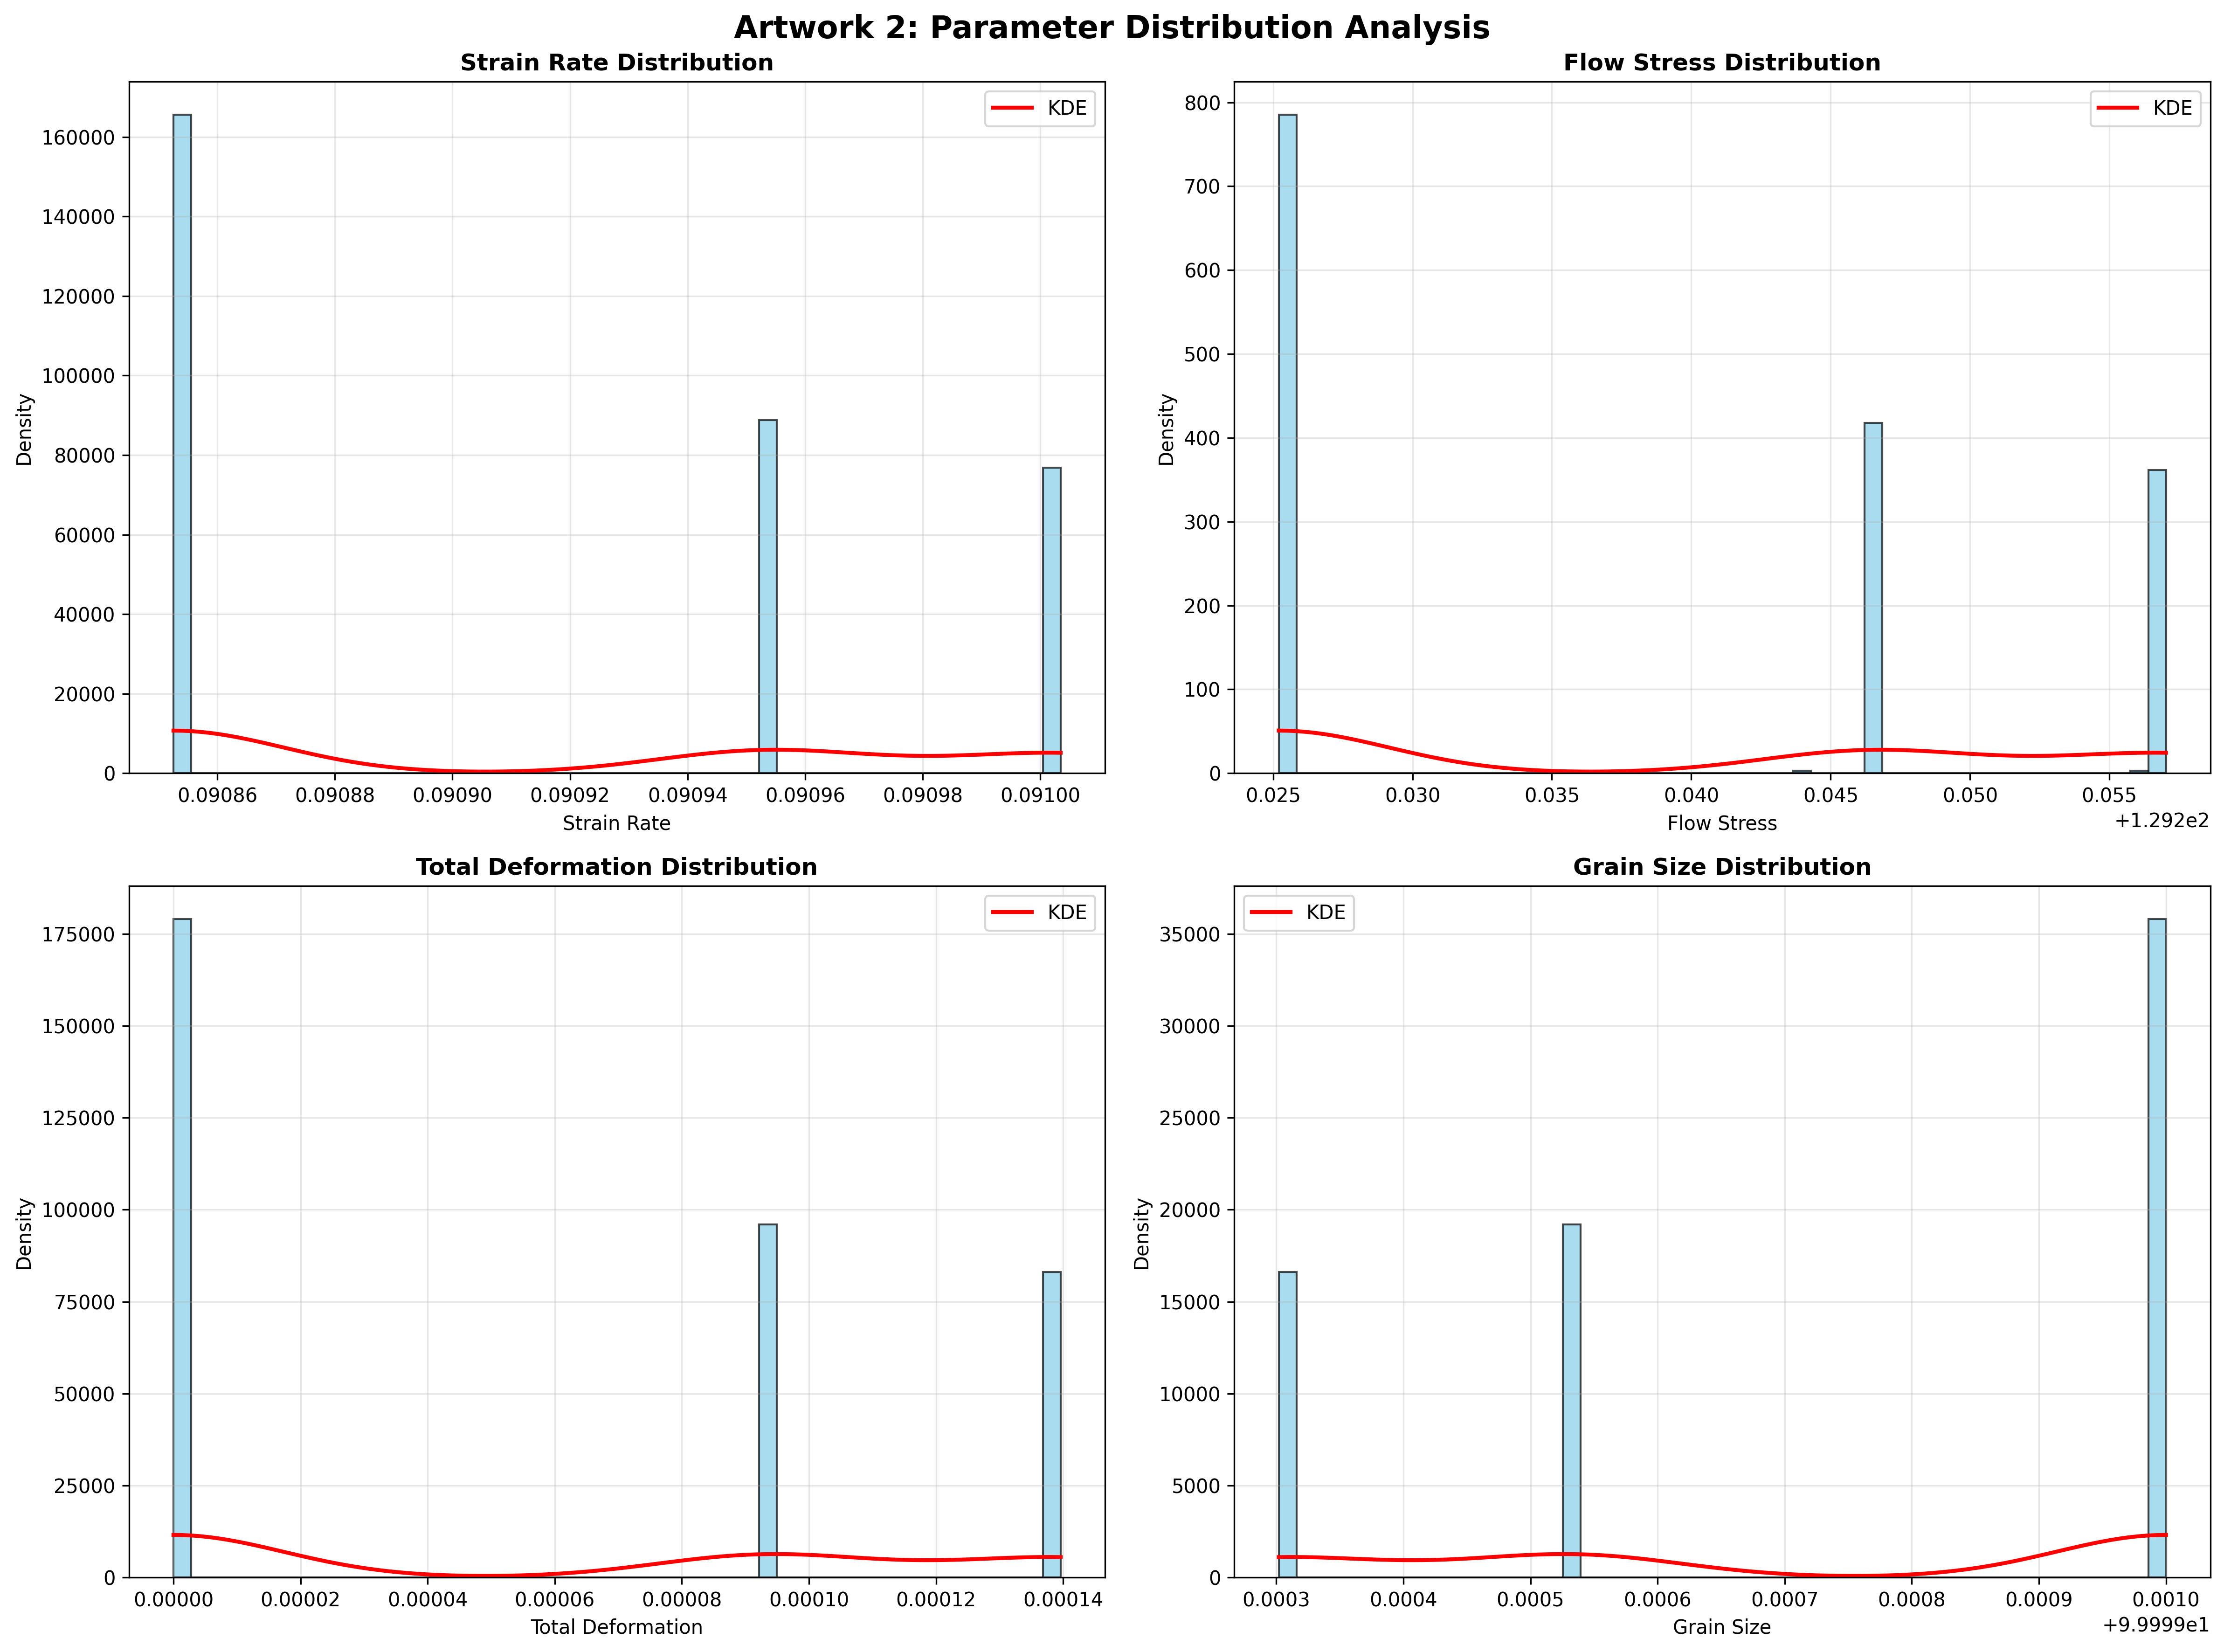 Artwork 2: Parameter Distribution Analysis
Strain Rate Distribution
KDE
160000
140000
120000
100000
80000
60000
40000
20000
0
Density
0.09086 0.09088 0.09090 0.09092 0.09094 0.09096 0.09098 0.09100
Strain Rate
Flow Stress Distribution
KDE
800
700
600
500
400
300
200
100
0
Density
0.025 0.030 0.035 0.040 0.045 0.050 0.055
+1.292e2
Flow Stress
Total Deformation Distribution
KDE
175000
150000
125000
100000
75000
50000
25000
0
Density
0.00000 0.00002 0.00004 0.00006 0.00008 0.00010 0.00012 0.00014
Total Deformation
Grain Size Distribution
KDE
35000
30000
25000
20000
15000
10000
5000
0
Density
0.0003 0.0004 0.0005 0.0006 0.0007 0.0008 0.0009 0.0010
+9.9999e1
Grain Size